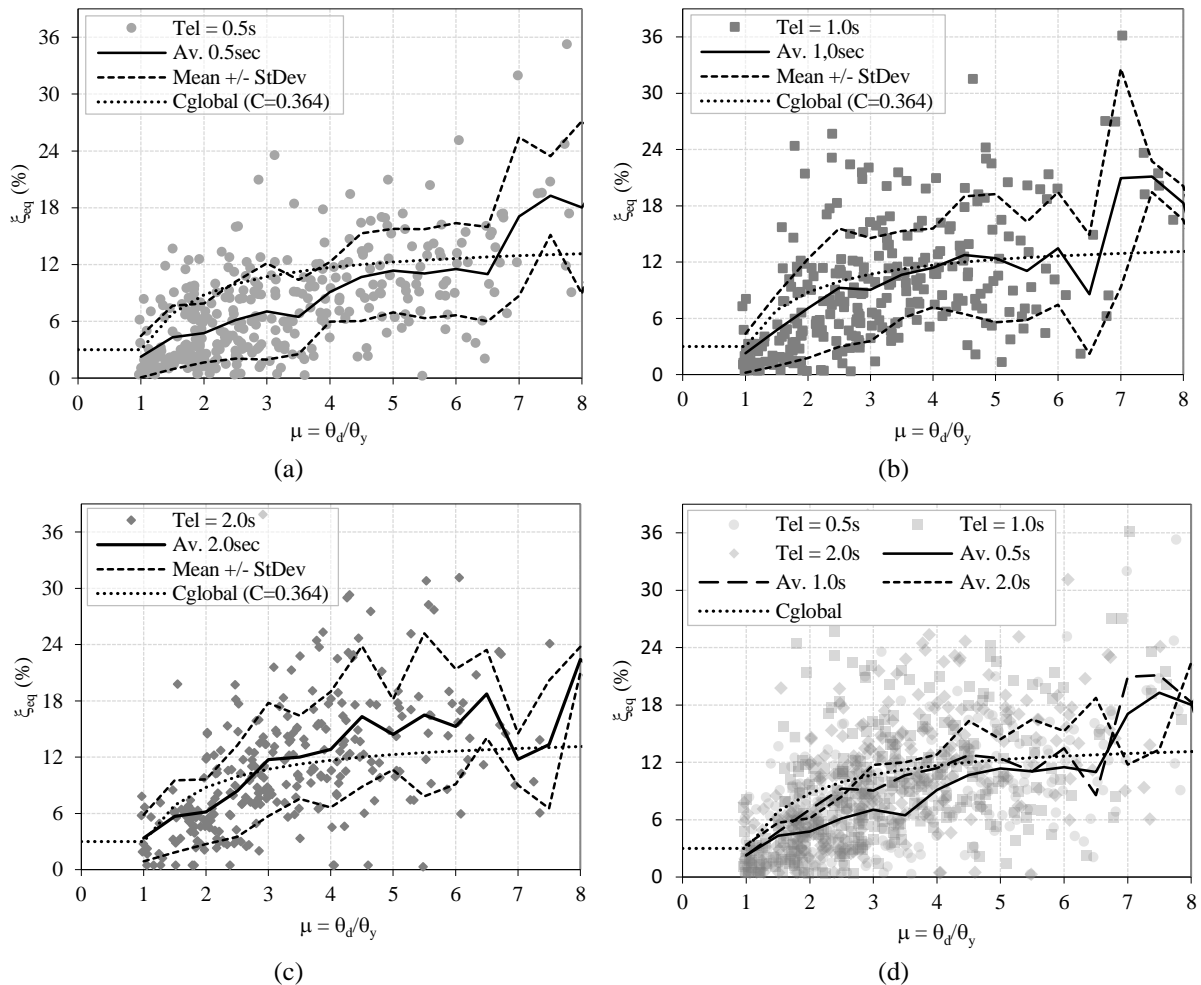 Tel = 0.5s
Av. 0.5sec
Mean +/- StDev
Cglobal (C=0.364)
36
30
24
18
12
6
0
ξeq (%)
0 1 2 3 4 5 6 7 8
μ = θd/θy
(a)
Tel = 1.0s
Av. 1,0sec
Mean +/- StDev
Cglobal (C=0.364)
36
30
24
18
12
6
0
ξeq (%)
0 1 2 3 4 5 6 7 8
μ = θd/θy
(b)
Tel = 2.0s
Av. 2.0sec
Mean +/- StDev
Cglobal (C=0.364)
36
30
24
18
12
6
0
ξeq (%)
0 1 2 3 4 5 6 7 8
μ = θd/θy
(c)
Tel = 0.5s Tel = 1.0s
Tel = 2.0s Av. 0.5s
Av. 1.0s Av. 2.0s
Cglobal
36
30
24
18
12
6
0
ξeq (%)
0 1 2 3 4 5 6 7 8
μ = θd/θy
(d)